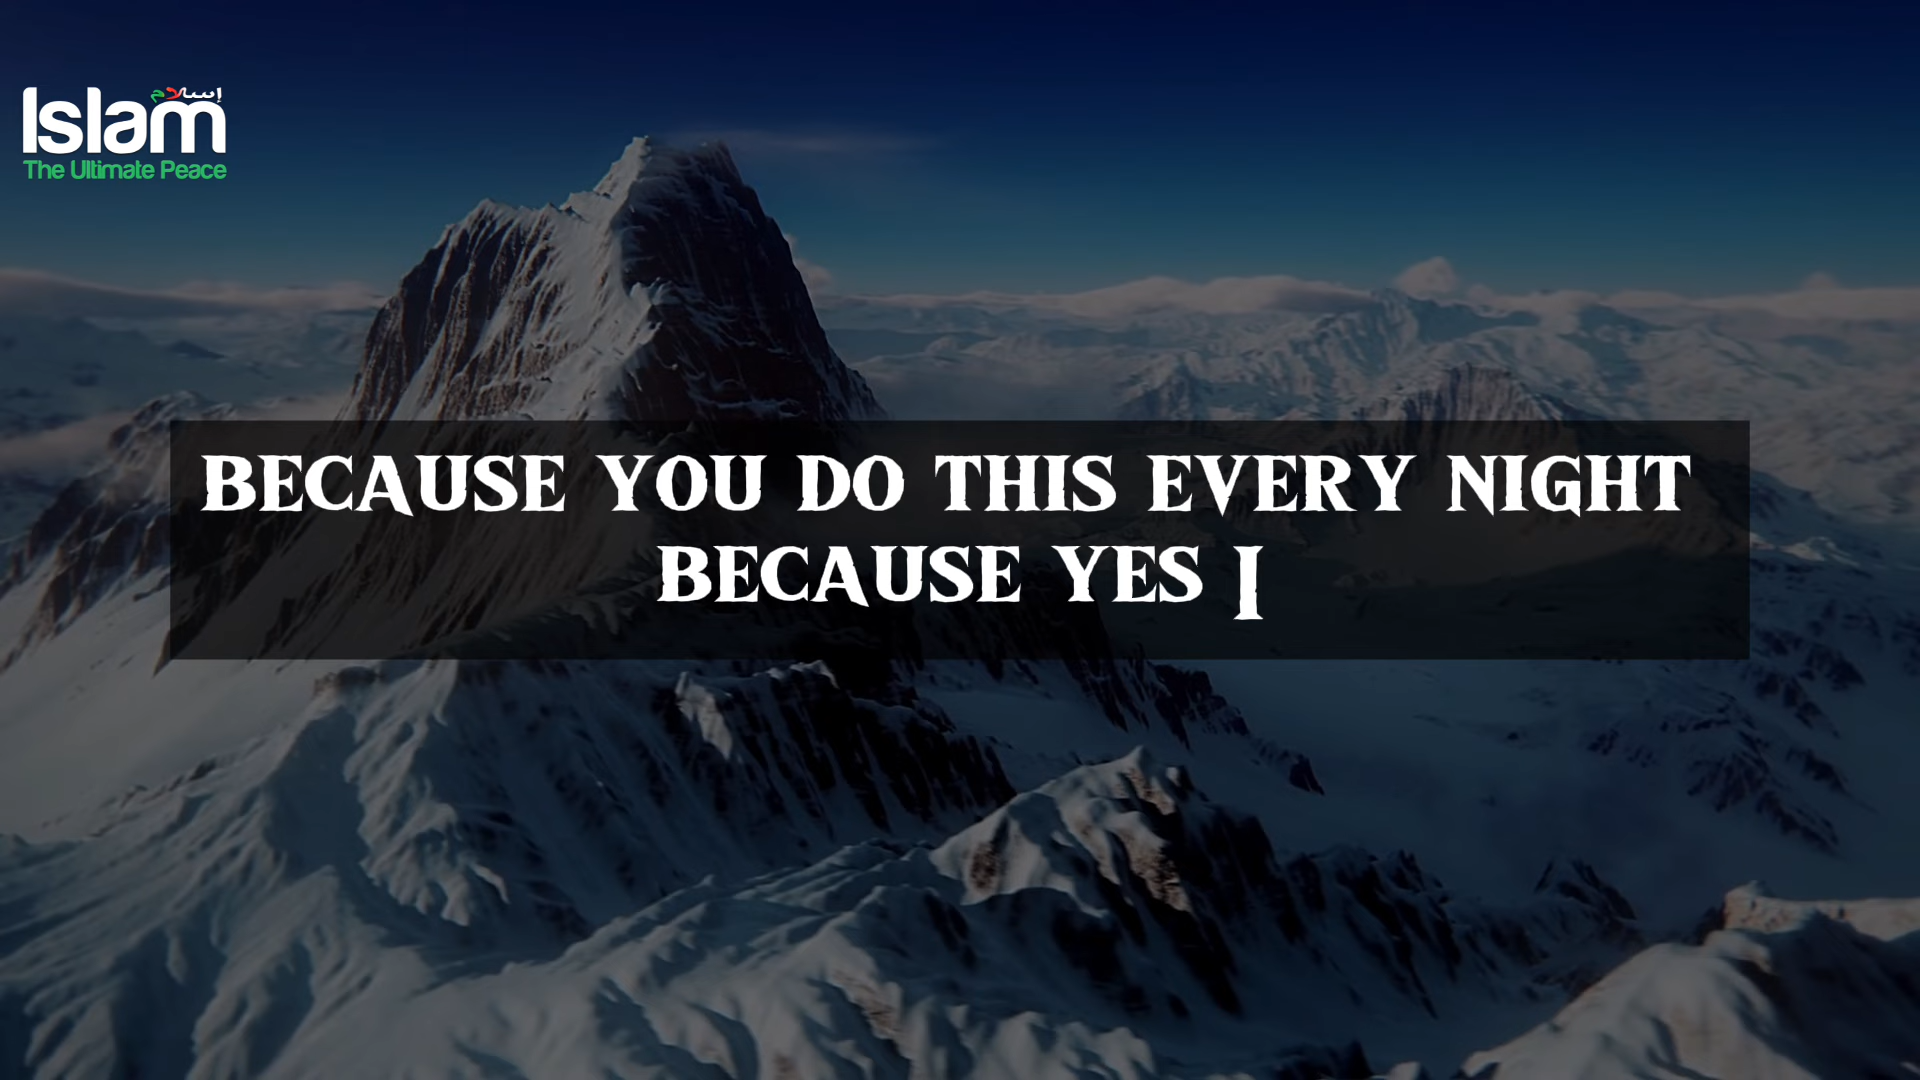 إسلام
Islam
The Ultimate Peace
BECAUSE YOU DO THIS EVERY NIGHT
BECAUSE YES I